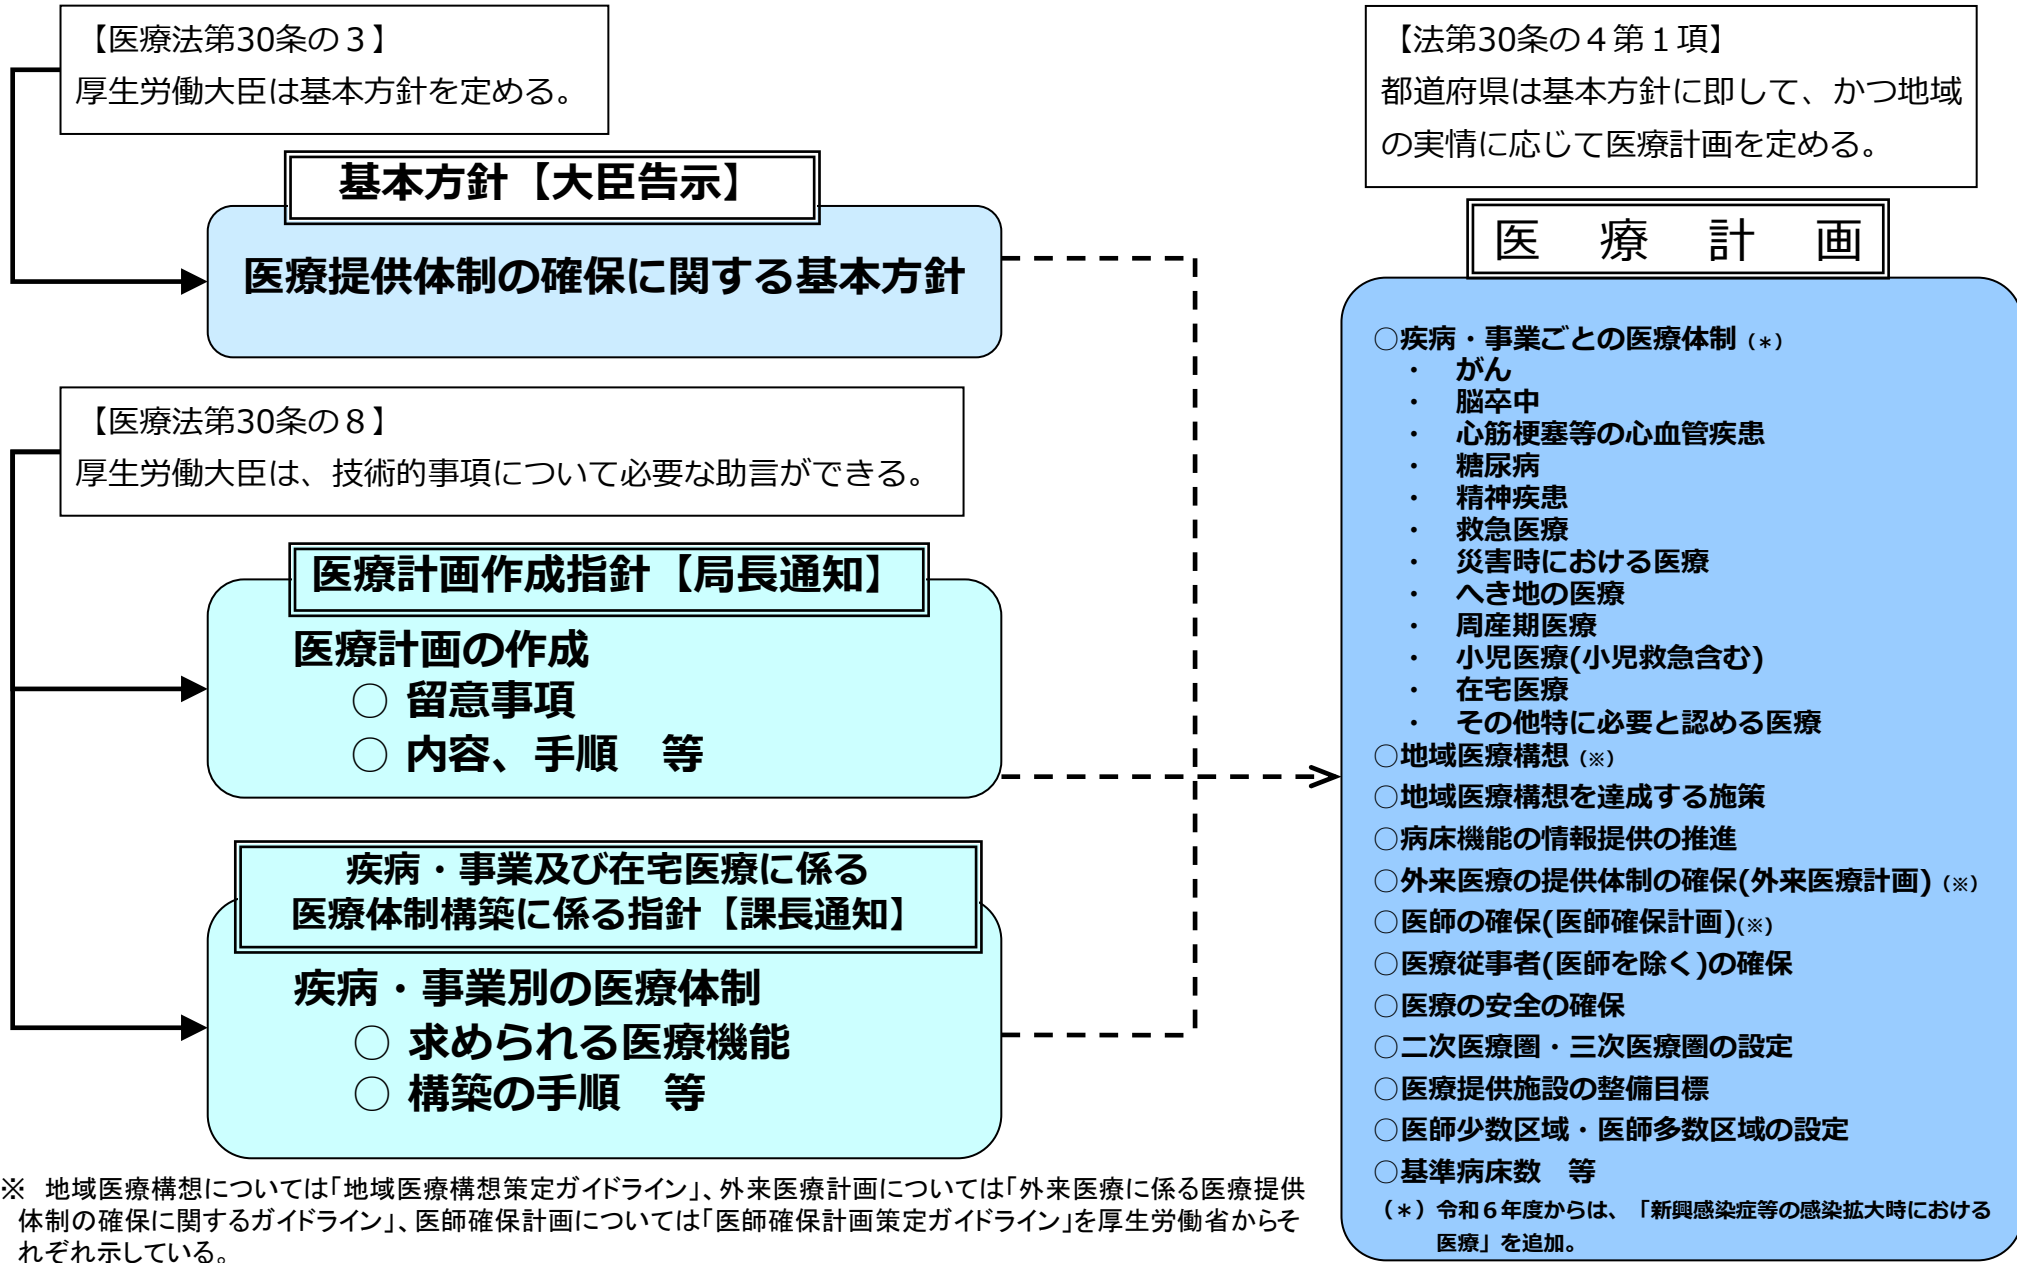 【医療法第30条の３】
厚生労働大臣は基本方針を定める。
基本方針【大臣告示】
医療提供体制の確保に関する基本方針
【医療法第30条の８】
厚生労働大臣は、技術的事項について必要な助言ができる。
医療計画作成指針【局長通知】
医療計画の作成
○ 留意事項
○ 内容、手順　等
疾病・事業及び在宅医療に係る
医療体制構築に係る指針【課長通知】
疾病・事業別の医療体制
○ 求められる医療機能
○ 構築の手順　等
※　地域医療構想については「地域医療構想策定ガイドライン」、外来医療計画については「外来医療に係る医療提供
体制の確保に関するガイドライン」、医師確保計画については「医師確保計画策定ガイドライン」を厚生労働省からそ
れぞれ示している。
【法第30条の４第１項】
都道府県は基本方針に即して、かつ地域
の実情に応じて医療計画を定める。
医　療　計　画
○疾病・事業ごとの医療体制（＊）
・　がん
・　脳卒中
・　心筋梗塞等の心血管疾患
・　糖尿病
・　精神疾患
・　救急医療
・　災害時における医療
・　へき地の医療
・　周産期医療
・　小児医療(小児救急含む)
・　在宅医療
・　その他特に必要と認める医療
○地域医療構想（※）
○地域医療構想を達成する施策
○病床機能の情報提供の推進
○外来医療の提供体制の確保(外来医療計画)（※）
○医師の確保(医師確保計画)(※)
○医療従事者(医師を除く)の確保
○医療の安全の確保
○二次医療圏・三次医療圏の設定
○医療提供施設の整備目標
○医師少数区域・医師多数区域の設定
○基準病床数　等
（＊）令和６年度からは、「新興感染症等の感染拡大時における
医療」を追加。